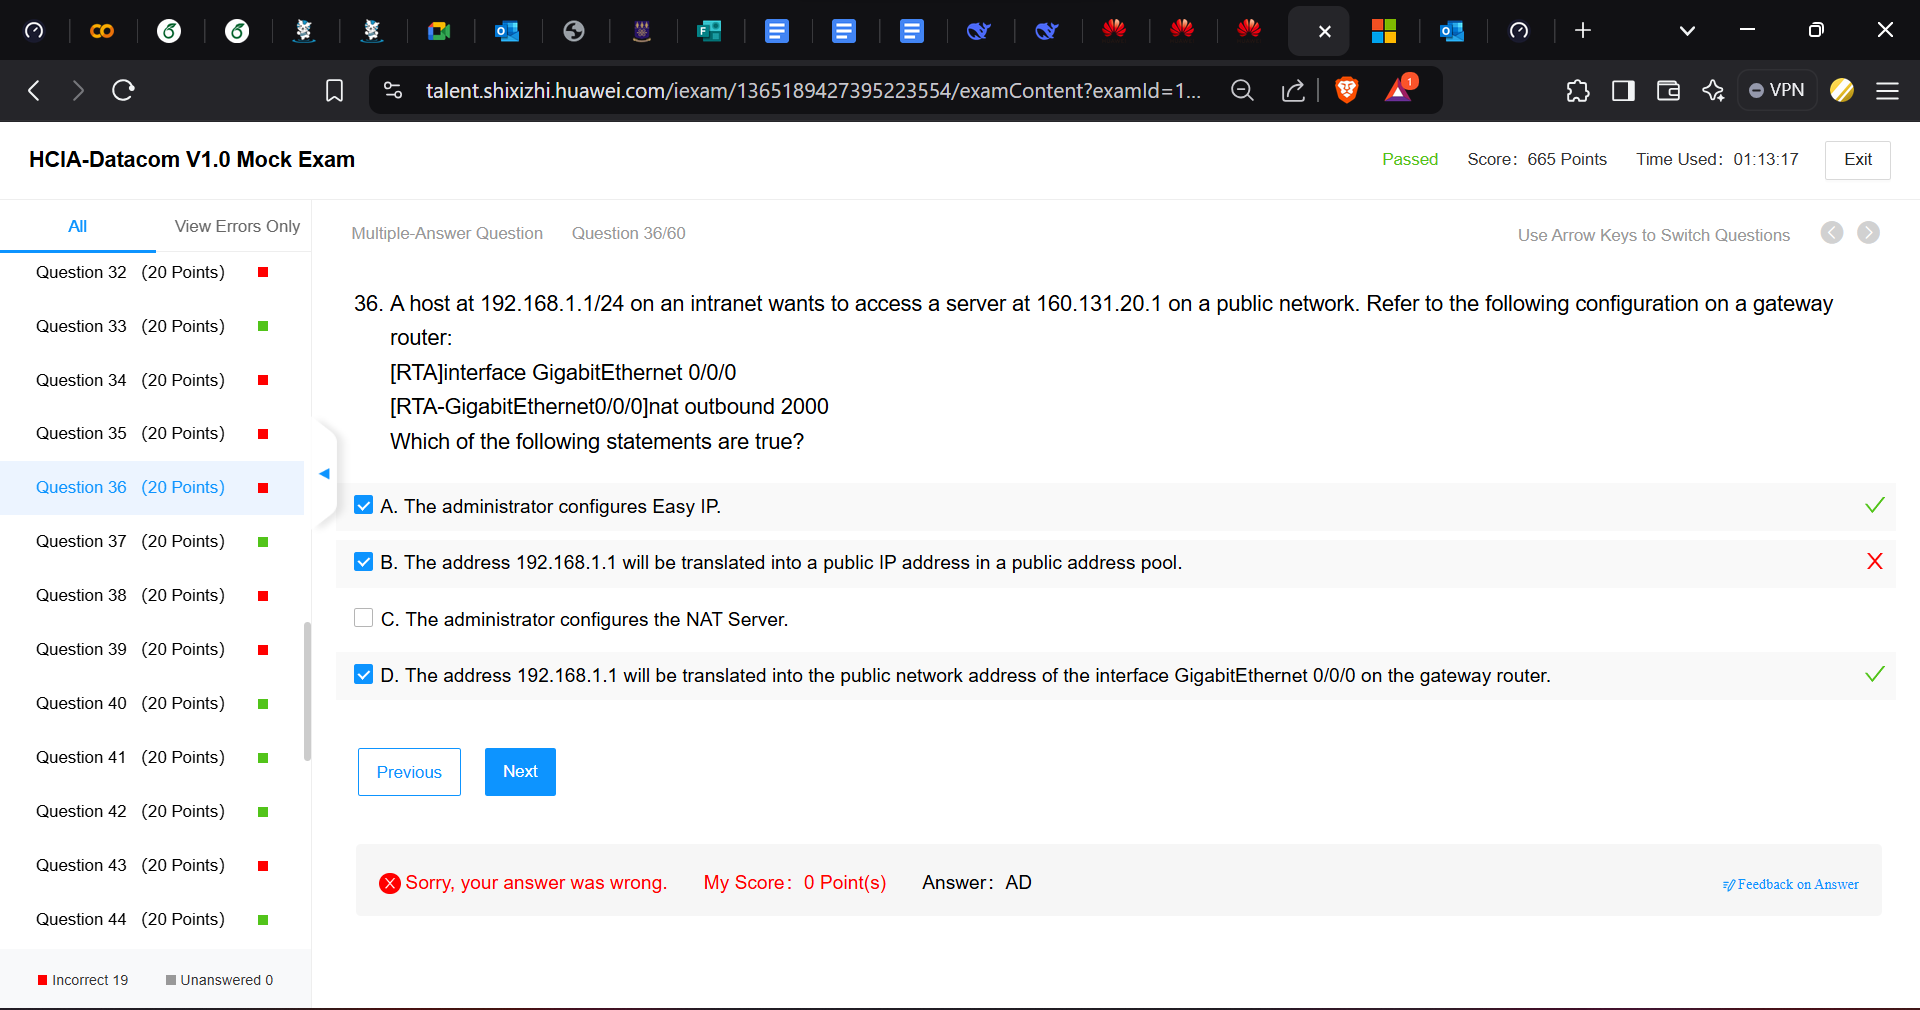 talent.shixizhi.huawei.com/iexam/1365189427395223554/examContent?examId=1...
1
VPN
HCIA-Datacom V1.0 Mock Exam
Passed
Score: 665 Points
Time Used: 01:13:17
Exit
All
View Errors Only
Multiple-Answer Question
Question 36/60
Use Arrow Keys to Switch Questions
Question 32 (20 Points)
Question 33 (20 Points)
Question 34 (20 Points)
Question 35 (20 Points)
Question 36 (20 Points)
Question 37 (20 Points)
Question 38 (20 Points)
Question 39 (20 Points)
Question 40 (20 Points)
Question 41 (20 Points)
Question 42 (20 Points)
Question 43 (20 Points)
Question 44 (20 Points)
Incorrect 19
Unanswered 0
36. A host at 192.168.1.1/24 on an intranet wants to access a server at 160.131.20.1 on a public network. Refer to the following configuration on a gateway
router:
[RTA]interface GigabitEthernet 0/0/0
[RTA-GigabitEthernet0/0/0]nat outbound 2000
Which of the following statements are true?
A. The administrator configures Easy IP.
B. The address 192.168.1.1 will be translated into a public IP address in a public address pool.
C. The administrator configures the NAT Server.
D. The address 192.168.1.1 will be translated into the public network address of the interface GigabitEthernet 0/0/0 on the gateway router.
Previous
Next
Sorry, your answer was wrong.
My Score: 0 Point(s)
Answer: AD
Feedback on Answer